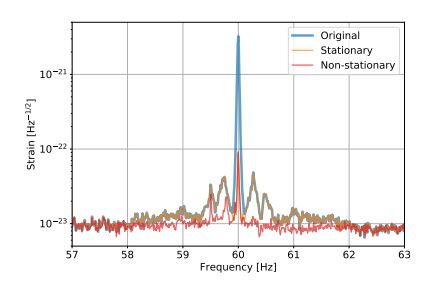 Original
Stationary
Non-stationary
10⁻²¹
10⁻²²
10⁻²³
Strain [Hz⁻¹/²]
57 58 59 60 61 62 63
Frequency [Hz]